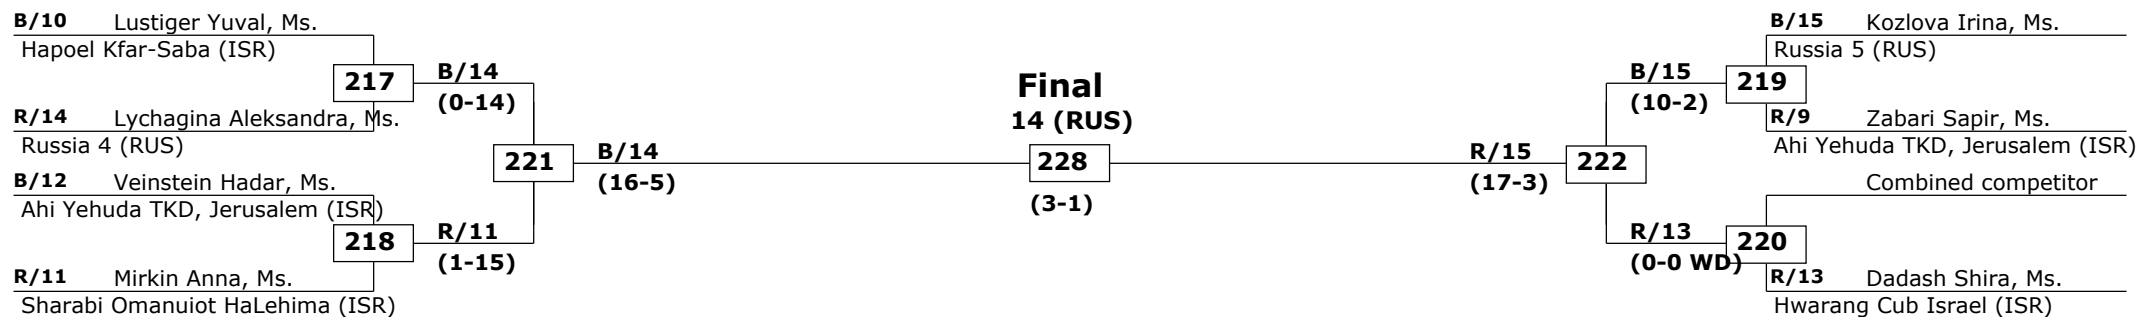 B/10 Lustiger Yuval, Ms.
Hapoel Kfar-Saba (ISR)
217
R/14 Lychagina Aleksandra, Ms.
Russia 4 (RUS)
B/14
(0-14)
B/12 Veinstein Hadar, Ms.
Ahi Yehuda TKD, Jerusalem (ISR)
218
R/11 Mirkin Anna, Ms.
Sharabi Omanuiot HaLehima (ISR)
R/11
(1-15)
221
B/14
(16-5)
Final
14 (RUS)
228
(3-1)
R/15
(17-3)
222
B/15
(10-2)
B/15 Kozlova Irina, Ms.
Russia 5 (RUS)
219
R/9 Zabari Sapir, Ms.
Ahi Yehuda TKD, Jerusalem (ISR)
R/13
(0-0 WD)
Combined competitor
220
R/13 Dadash Shira, Ms.
Hwarang Cub Israel (ISR)